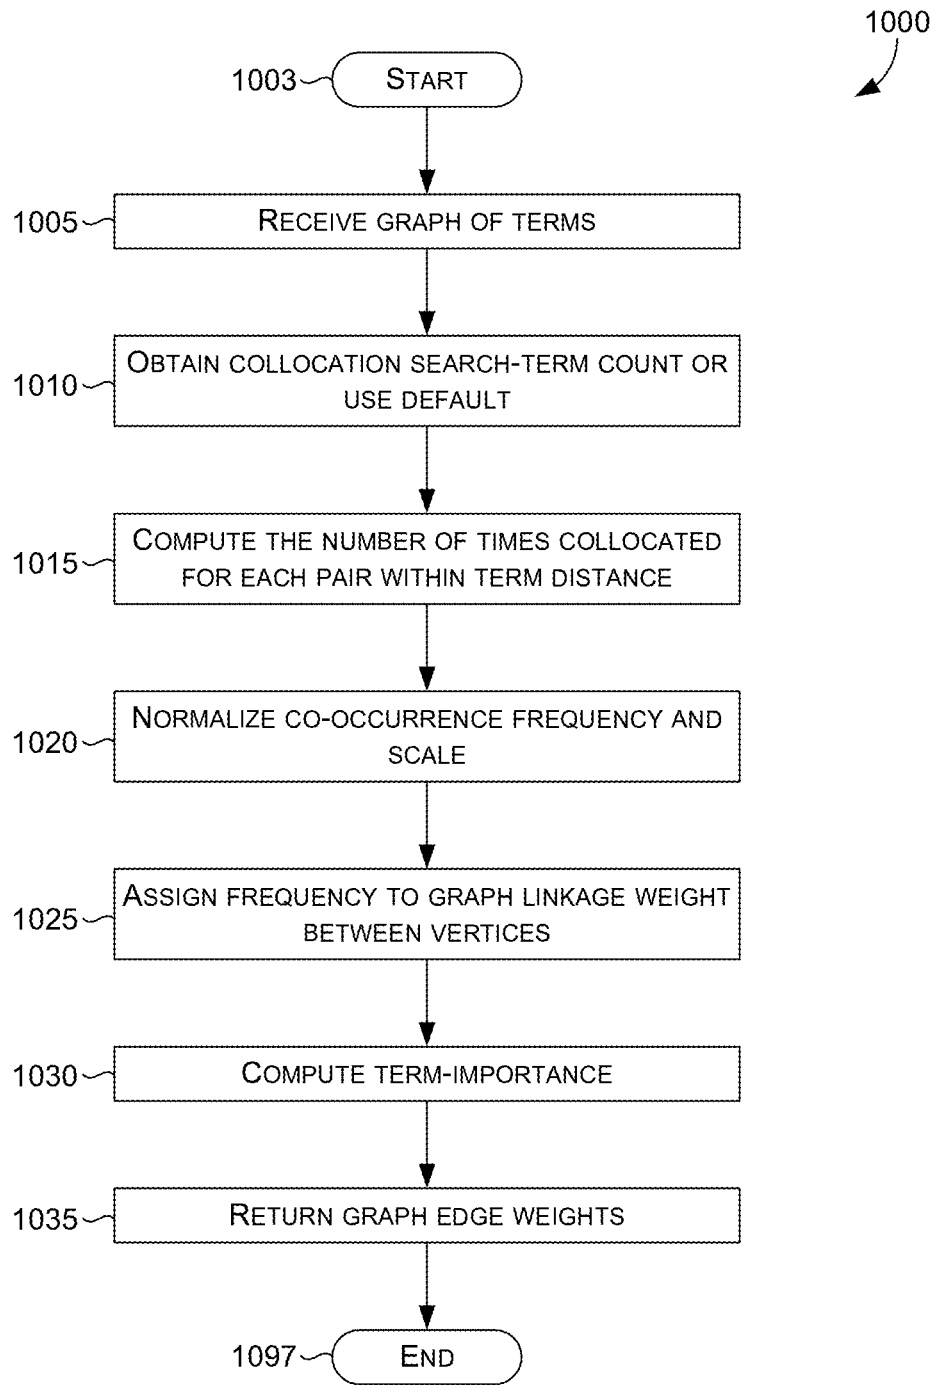 1000
1003 START
1005 RECEIVE GRAPH OF TERMS
OBTAIN COLLOCATION SEARCH-TERM COUNT OR
1010
USE DEFAULT
COMPUTE THE NUMBER OF TIMES COLLOCATED
1015
FOR EACH PAIR WITHIN TERM DISTANCE
NORMALIZE CO-OCCURRENCE FREQUENCY AND
1020
SCALE
ASSIGN FREQUENCY TO GRAPH LINKAGE WEIGHT
1025
BETWEEN VERTICES
1030 COMPUTE TERM-IMPORTANCE
1035 RETURN GRAPH EDGE WEIGHTS
1097 END